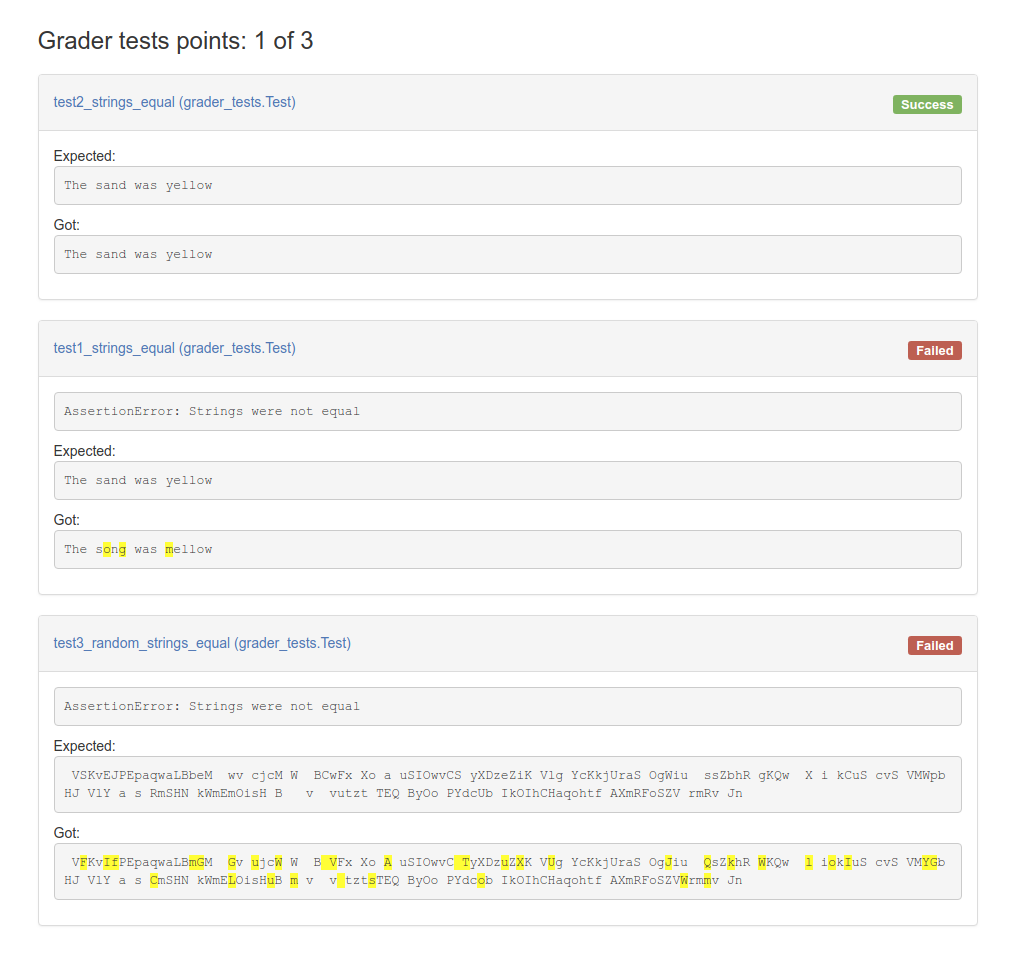 Grader tests points: 1 of 3
test2_strings_equal (grader_tests.Test)
Success
Expected:
The sand was yellow
Got:
The sand was yellow
test1_strings_equal (grader_tests.Test)
Failed
AssertionError: Strings were not equal
Expected:
The sand was yellow
Got:
The song was mellow
test3_random_strings_equal (grader_tests.Test)
Failed
AssertionError: Strings were not equal
Expected:
 VSKvEJPEpaqwaLBbeM  wv cjcM W  BCwFx Xo a uSIOwvCS yXDzeZiK Vlg YcKkjUraS OgWiu  ssZbhR gKQw  X i kCuS cvS VMWpb
HJ VlY a s RmSHN kWmEmOisH B   v  vutzt TEQ ByOo PYdcUb IkOIhCHaqohtf AXmRFoSZV rmRv Jn
Got:
 VFKvIfPEpaqwaLBmGM  Gv ujcW W  B VFx Xo A uSIOwvC TyXDzuZXK VUg YcKkjUraS OgJiu  QsZkhR WKQw  l iokIuS cvS VMYGb
HJ VlY a s CmSHN kWmELOisHuB m v  v tztsTEQ ByOo PYdcob IkOIhCHaqohtf AXmRFoSZVWrmmv Jn